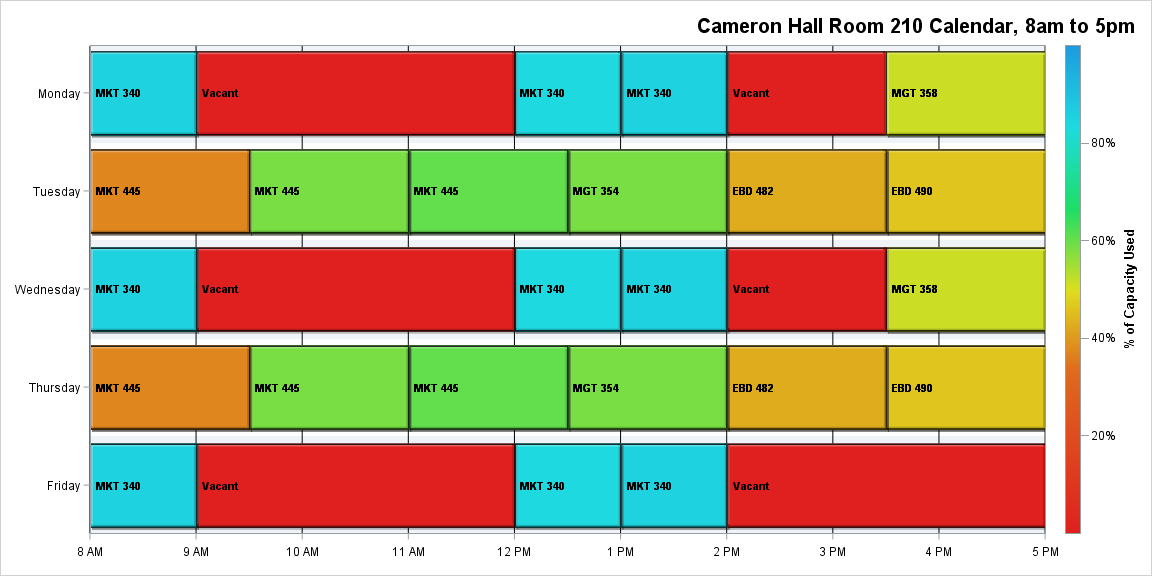 Cameron Hall Room 210 Calendar, 8am to 5pm
Monday
MKT 340
Vacant
MKT 340
MKT 340
Vacant
MGT 358
Tuesday
MKT 445
MKT 445
MKT 445
MGT 354
EBD 482
EBD 490
Wednesday
MKT 340
Vacant
MKT 340
MKT 340
Vacant
MGT 358
Thursday
MKT 445
MKT 445
MKT 445
MGT 354
EBD 482
EBD 490
Friday
MKT 340
Vacant
MKT 340
MKT 340
Vacant
8 AM
9 AM
10 AM
11 AM
12 PM
1 PM
2 PM
3 PM
4 PM
5 PM
80%
60%
40%
20%
% of Capacity Used